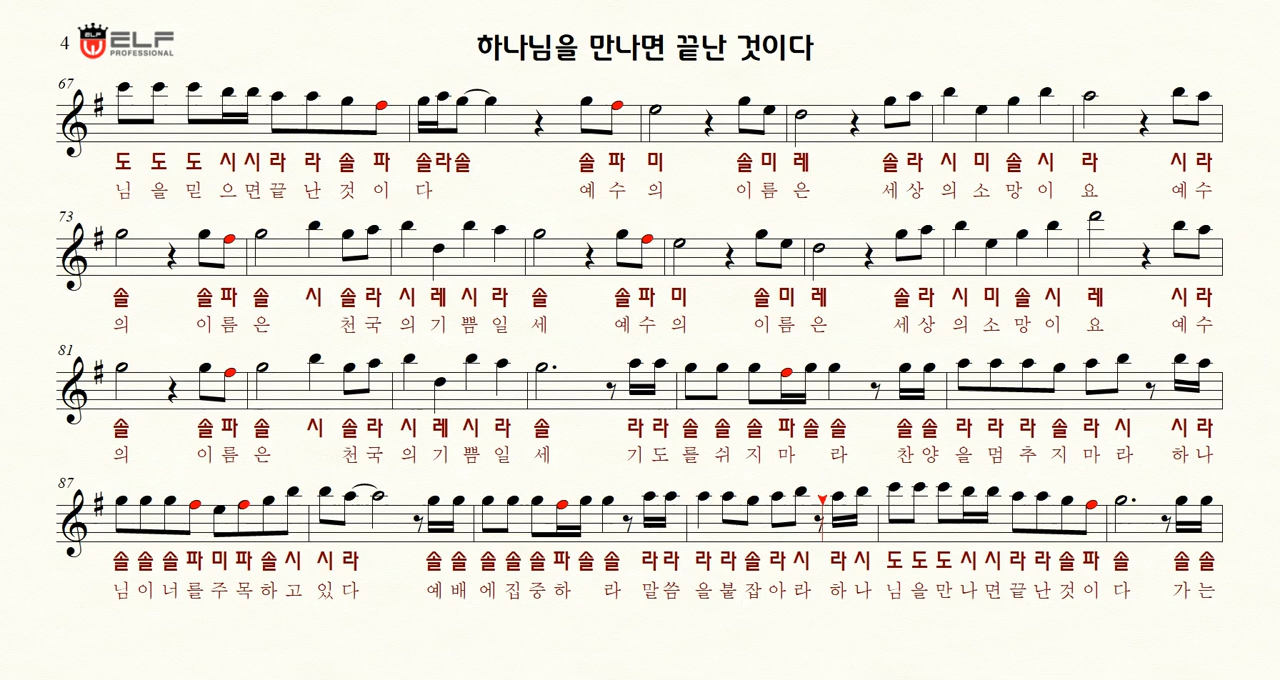 4 ELF PROFESSIONAL 하나님을 만나면 끝난 것이다
67
도 도 도 시 시 라 라 솔 파 솔 라 솔 솔 파 미 솔 미 레 솔 라 시 미 솔 시 라 시 라
님 을 믿 으 면 끝 난 것 이 다 예 수 의 이 름 은 세 상 의 소 망 이 요 예 수
73
솔 솔 파 솔 시 솔 라 시 레 시 라 솔 솔 파 미 솔 미 레 솔 라 시 미 솔 시 레 시 라
의 이 름 은 천 국 의 기 쁨 일 세 예 수 의 이 름 은 세 상 의 소 망 이 요 예 수
81
솔 솔 파 솔 시 솔 라 시 레 시 라 솔 라 라 솔 솔 솔 파 솔 솔 솔 솔 라 라 라 솔 라 시 시 라
의 이 름 은 천 국 의 기 쁨 일 세 기 도 를 쉬 지 마 라 찬 양 을 멈 추 지 마 라 하 나
87
솔 솔 솔 파 미 파 솔 시 시 라 솔 솔 솔 솔 솔 파 솔 솔 라 라 라 라 솔 라 시 라 시 도 도 도 시 시 라 라 솔 파 솔 솔 솔
님 이 너 를 주 목 하 고 있 다 예 배 에 집 중 하 라 말 씀 을 붙 잡 아 라 하 나 님 을 만 나 면 끝 난 것 이 다 가 는